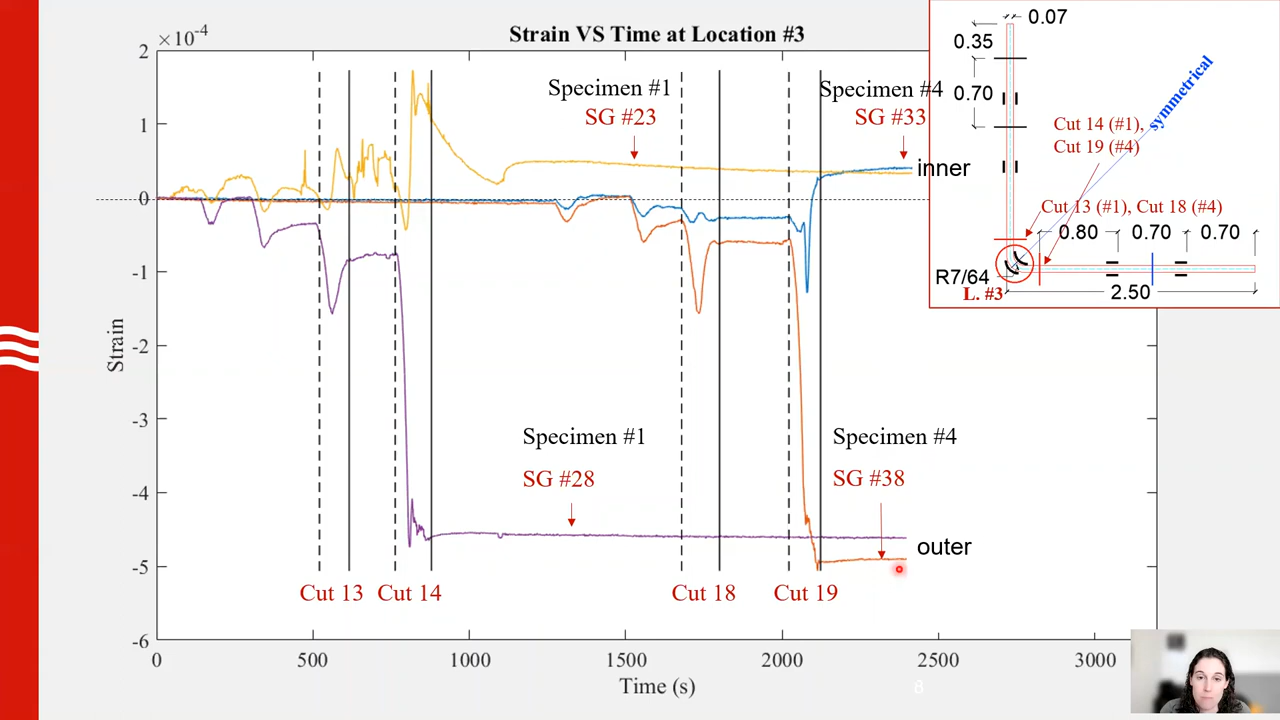 Strain VS Time at Location #3
×10⁻⁴
2
1
0
-1
-2
-3
-4
-5
-6
Strain
0
500
1000
1500
2000
2500
3000
Time (s)
Specimen #1
SG #23
Specimen #4
SG #33
inner
Specimen #1
SG #28
Specimen #4
SG #38
outer
Cut 13
Cut 14
Cut 18
Cut 19
0.07
0.35
0.70
symmetrical
Cut 14 (#1),
Cut 19 (#4)
Cut 13 (#1), Cut 18 (#4)
0.80
0.70
0.70
R7/64
L. #3
2.50
8